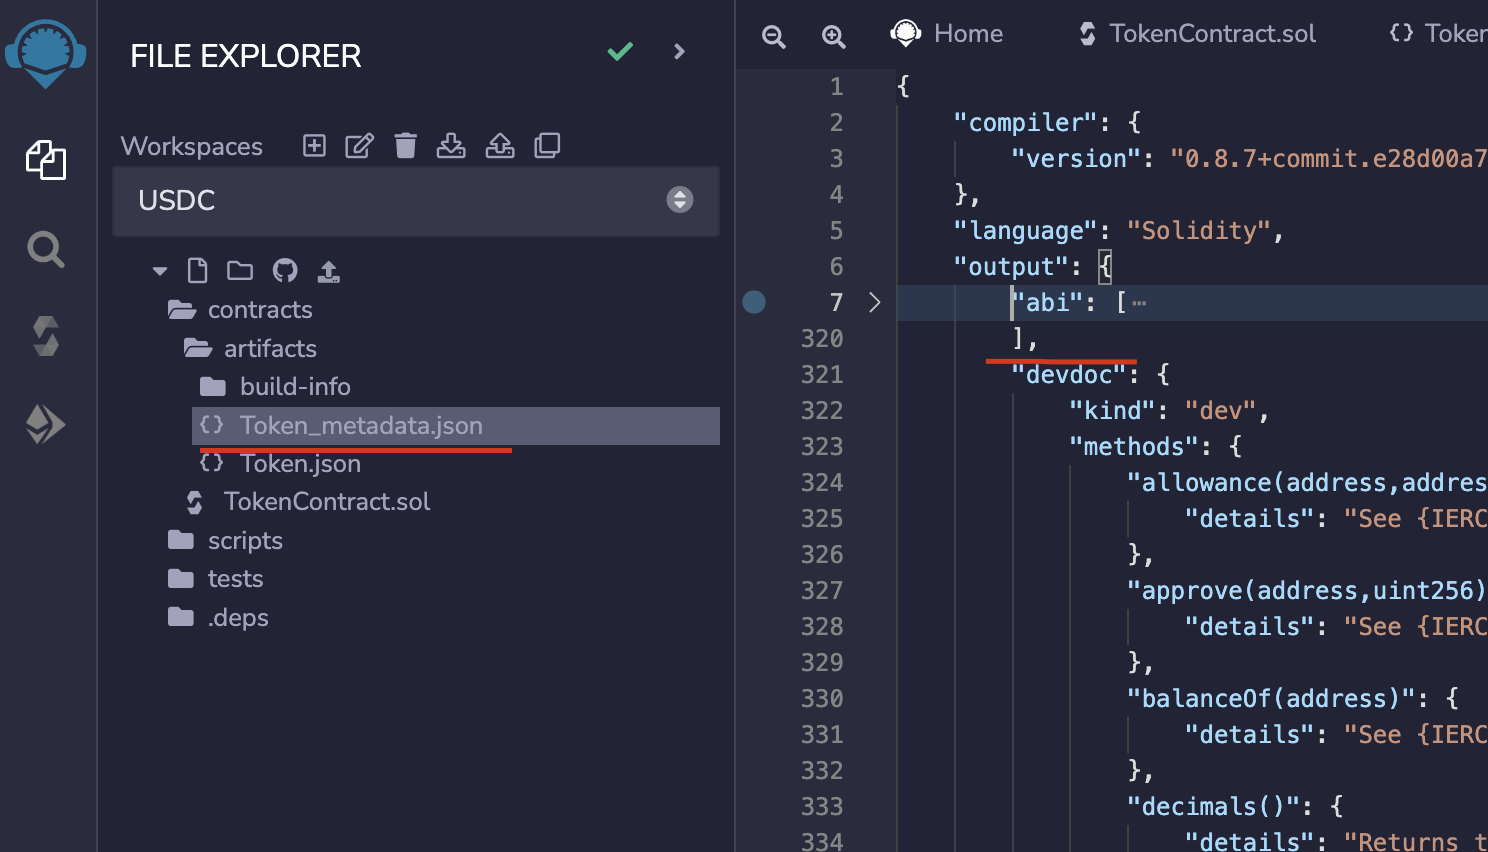 FILE EXPLORER
Workspaces
USDC
contracts
artifacts
build-info
Token_metadata.json
Token.json
TokenContract.sol
scripts
tests
.deps
Home
TokenContract.sol
{} Token
1 {
2 "compiler": {
3 "version": "0.8.7+commit.e28d00a7
4 },
5 "language": "Solidity",
6 "output": {
7 "abi": [ ⋯
320 ],
321 "devdoc": {
322 "kind": "dev",
323 "methods": {
324 "allowance(address,addres
325 "details": "See {IERC
326 },
327 "approve(address,uint256)
328 "details": "See {IERC
329 },
330 "balanceOf(address)": {
331 "details": "See {IERC
332 },
333 "decimals()": {
334 "details": "Returns t